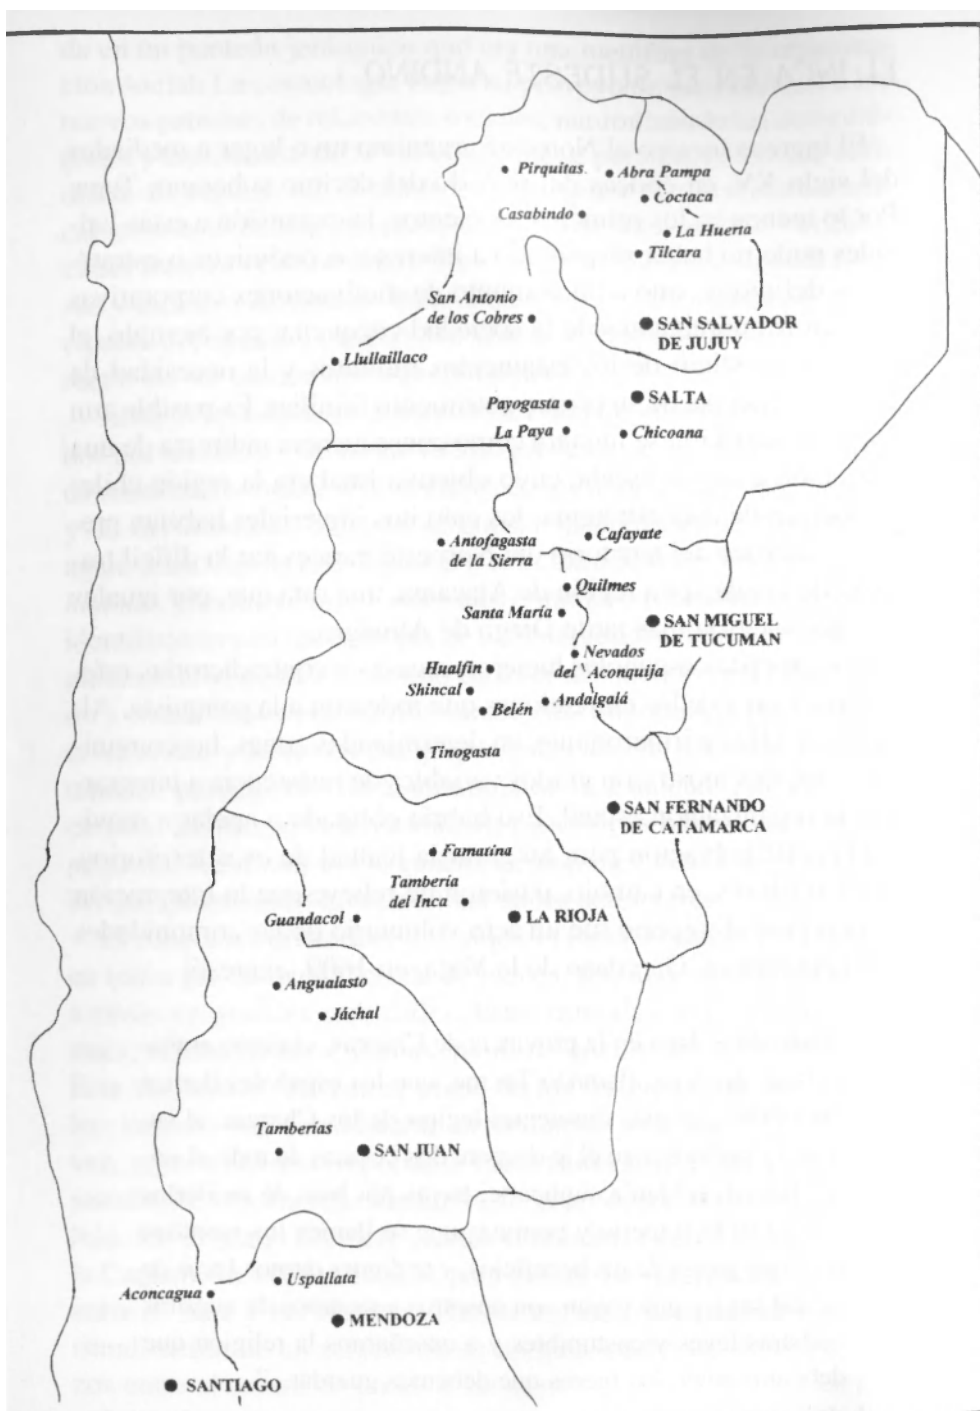 Pirquitas
Abra Pampa
Coctaca
Casabindo
La Huerta
Tilcara
San Antonio
de los Cobres
SAN SALVADOR
DE JUJUY
Llullaillaco
SALTA
Payogasta
La Paya
Chicoana
Antofagasta
de la Sierra
Cafayate
Quilmes
Santa María
SAN MIGUEL
DE TUCUMAN
Nevados
del Aconquija
Hualfín
Shincal
Belén
Andalgalá
Tinogasta
SAN FERNANDO
DE CATAMARCA
Famatina
Tambería
del Inca
Guandacol
LA RIOJA
Angualasto
Jáchal
Tamberías
SAN JUAN
Uspallata
Aconcagua
MENDOZA
SANTIAGO